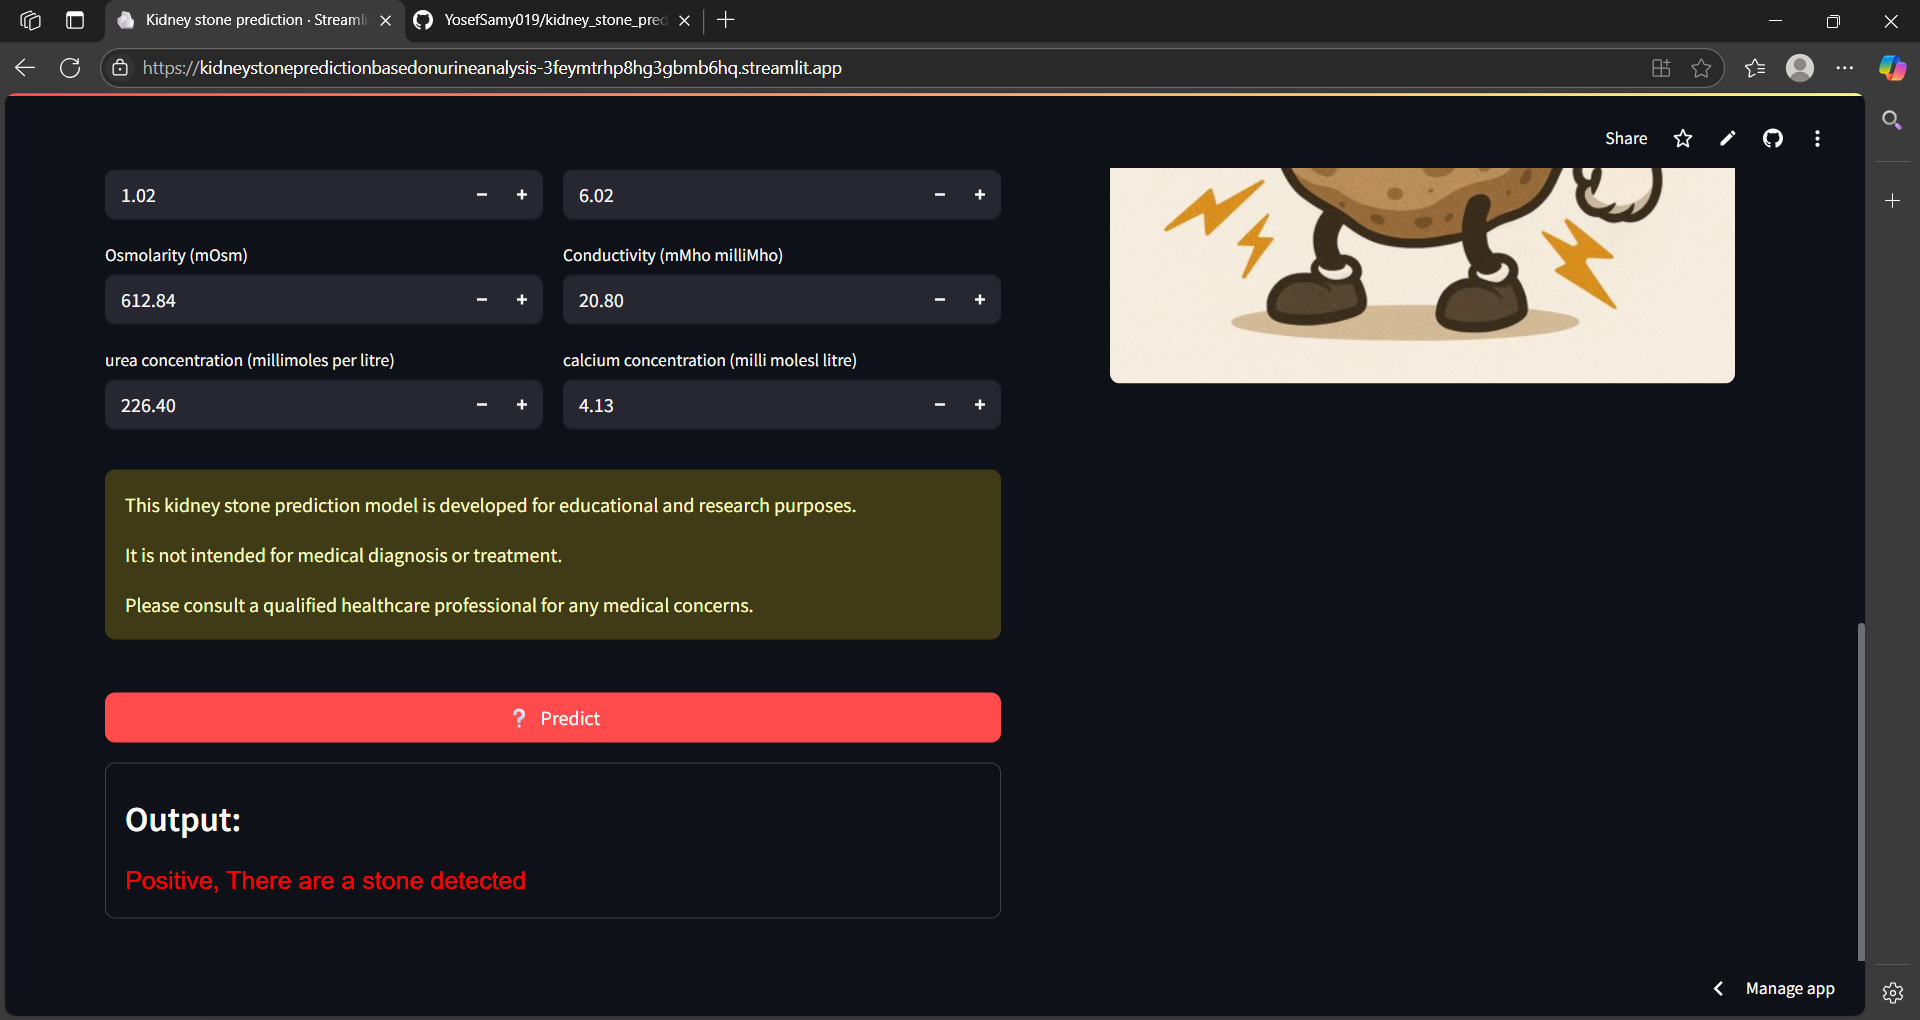 Kidney stone prediction · Streamli
YosefSamy019/kidney_stone_pred
https://kidneystonepredictionbasedonurineanalysis-3feymtrhp8hg3gbmb6hq.streamlit.app
Share
1.02
6.02
Osmolarity (mOsm)
Conductivity (mMho milliMho)
612.84
20.80
urea concentration (millimoles per litre)
calcium concentration (milli molesl litre)
226.40
4.13
This kidney stone prediction model is developed for educational and research purposes.
It is not intended for medical diagnosis or treatment.
Please consult a qualified healthcare professional for any medical concerns.
❔ Predict
Output:
Positive, There are a stone detected
Manage app